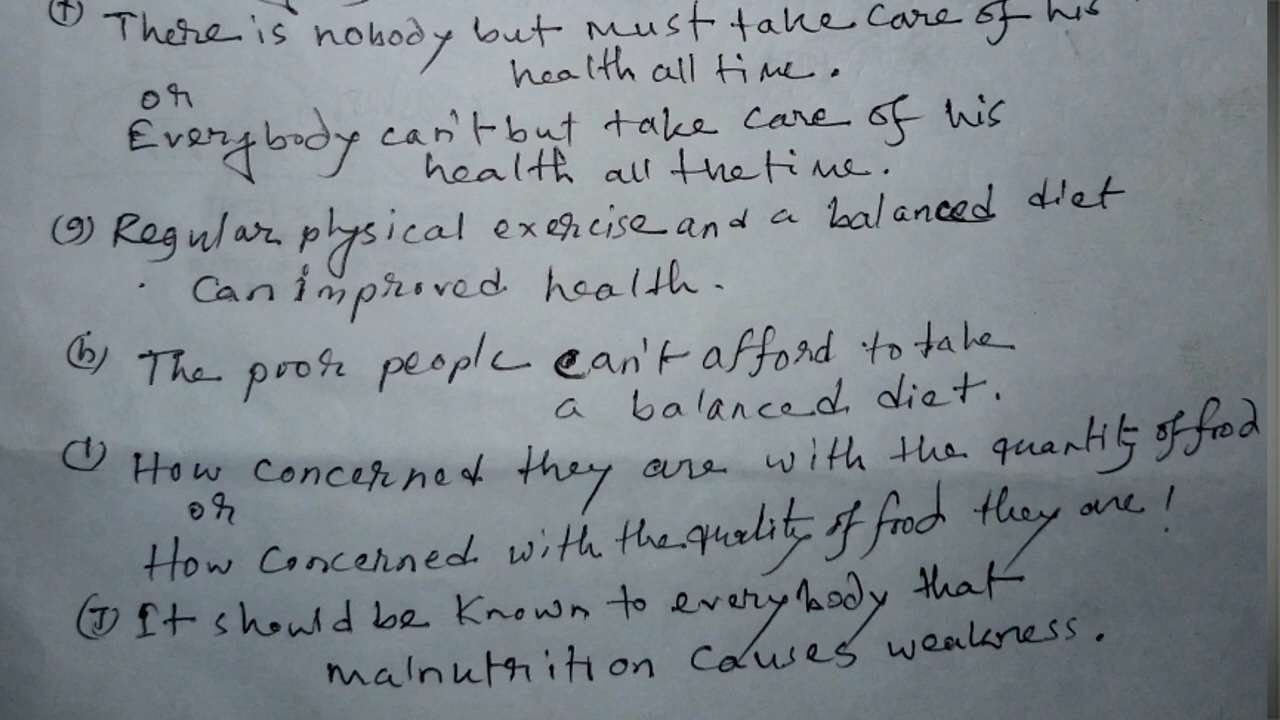 (f) There is nobody but must take care of his
health all time.
or
Everybody can't but take care of his
health all the time.
(g) Regular physical exercise and a balanced diet
can improved health.
(h) The poor people can't afford to take
a balanced diet.
(i) How concerned they are with the quantity of food
or
How concerned with the quality of food they are!
(J) It should be known to everybody that
malnutrition causes weakness.